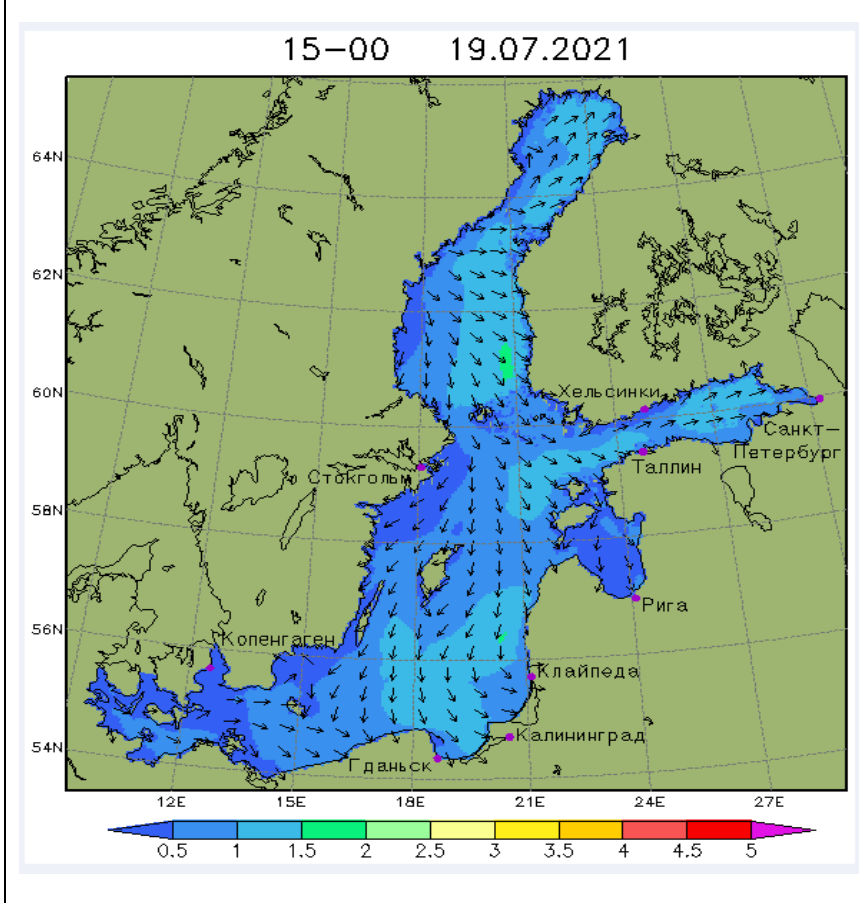 15-00 19.07.2021
64N
62N
60N
Хельсинки
Санкт-
Петербург
Таллин
Стокгольм
58N
Рига
56N
Копенгаген
Клайпеда
Калининград
54N
Гданьск
12E 15E 18E 21E 24E 27E
0.5 1 1.5 2 2.5 3 3.5 4 4.5 5